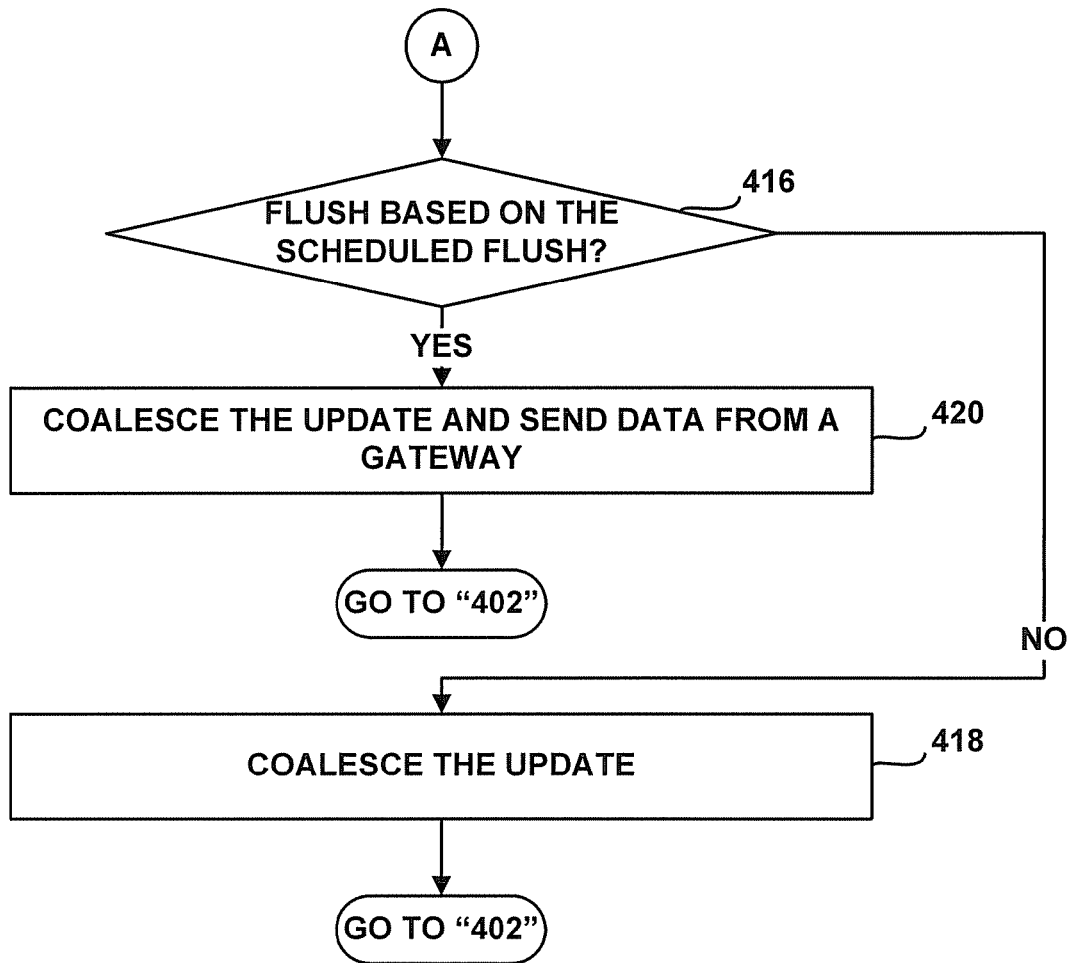 A
FLUSH BASED ON THE
SCHEDULED FLUSH?
416
YES
COALESCE THE UPDATE AND SEND DATA FROM A
GATEWAY
420
GO TO “402”
NO
COALESCE THE UPDATE
418
GO TO “402”